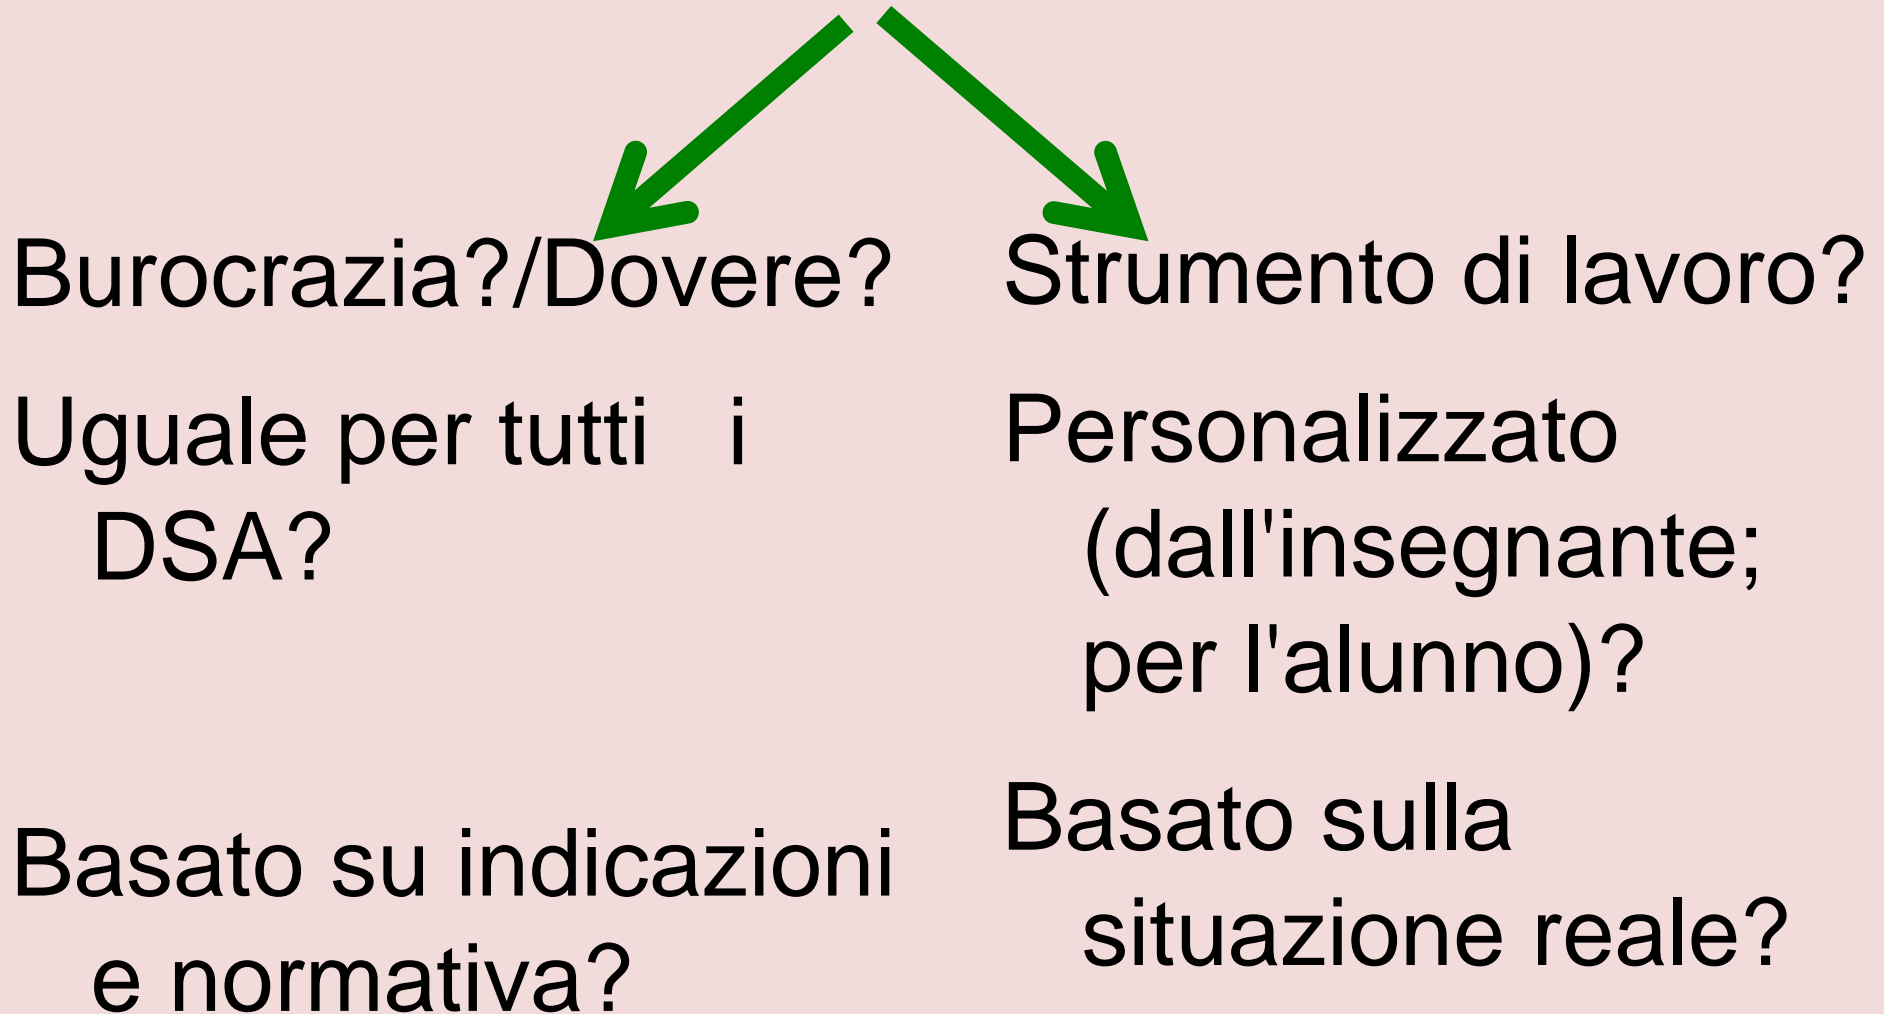 Burocrazia?/Dovere?
Uguale per tutti i
DSA?
Basato su indicazioni
e normativa?
Strumento di lavoro?
Personalizzato
(dall'insegnante;
per l'alunno)?
Basato sulla
situazione reale?